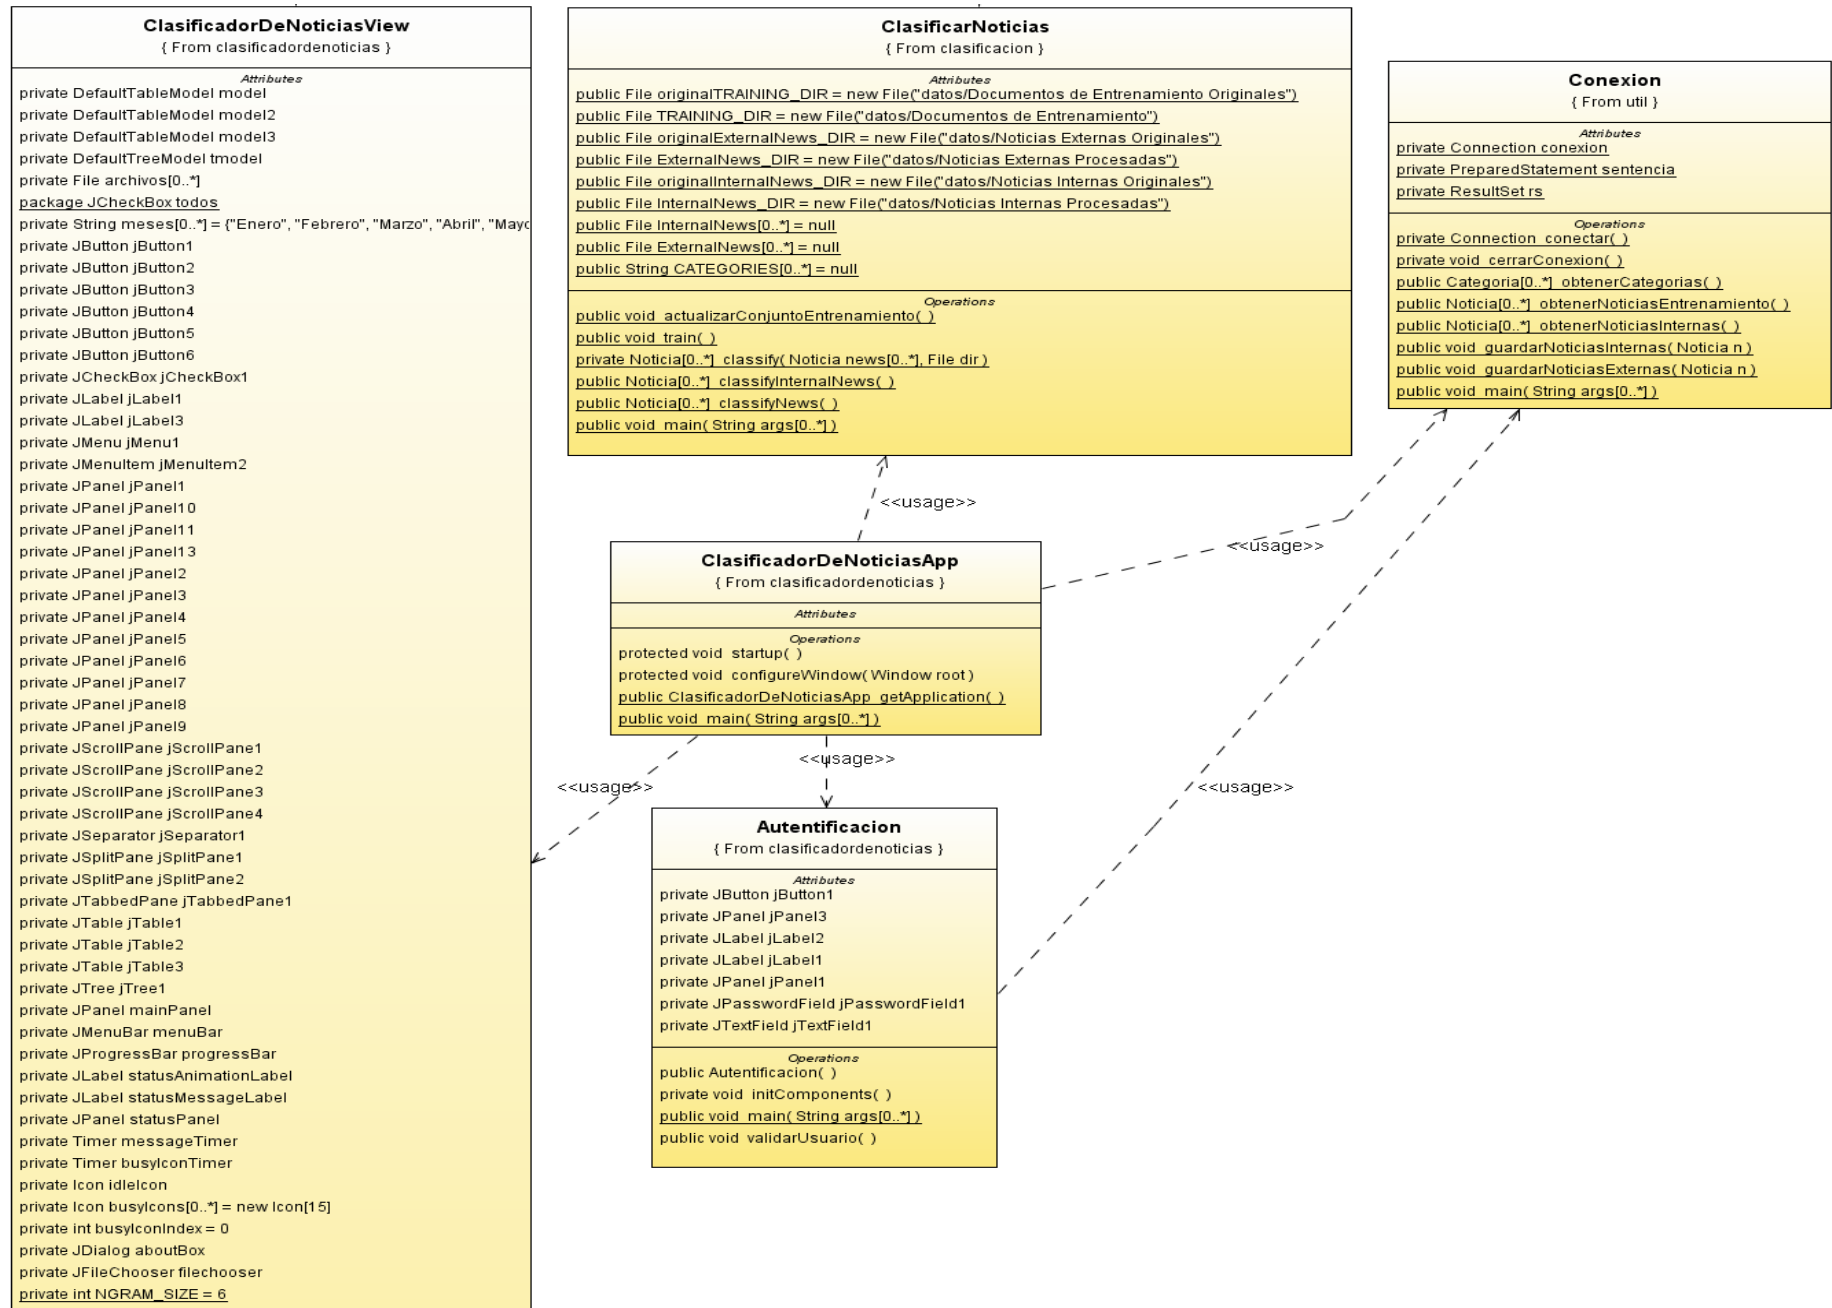 ClasificadorDeNoticiasView
{ From clasificadordenoticias }
Attributes
private DefaultTableModel model
private DefaultTableModel model2
private DefaultTableModel model3
private DefaultTreeModel tmodel
private File archivos[0..*]
package JCheckBox todos
private String meses[0..*] = {"Enero", "Febrero", "Marzo", "Abril", "Mayo
private JButton jButton1
private JButton jButton2
private JButton jButton3
private JButton jButton4
private JButton jButton5
private JButton jButton6
private JCheckBox jCheckBox1
private JLabel jLabel1
private JLabel jLabel3
private JMenu jMenu1
private JMenuItem jMenuItem2
private JPanel jPanel1
private JPanel jPanel10
private JPanel jPanel11
private JPanel jPanel13
private JPanel jPanel2
private JPanel jPanel3
private JPanel jPanel4
private JPanel jPanel5
private JPanel jPanel6
private JPanel jPanel7
private JPanel jPanel8
private JPanel jPanel9
private JScrollPane jScrollPane1
private JScrollPane jScrollPane2
private JScrollPane jScrollPane3
private JScrollPane jScrollPane4
private JSeparator jSeparator1
private JSplitPane jSplitPane1
private JSplitPane jSplitPane2
private JTabbedPane jTabbedPane1
private JTable jTable1
private JTable jTable2
private JTable jTable3
private JTree jTree1
private JPanel mainPanel
private JMenuBar menuBar
private JProgressBar progressBar
private JLabel statusAnimationLabel
private JLabel statusMessageLabel
private JPanel statusPanel
private Timer messageTimer
private Timer busyIconTimer
private Icon idleIcon
private Icon busyIcons[0..*] = new Icon[15]
private int busyIconIndex = 0
private JDialog aboutBox
private JFileChooser filechooser
private int NGRAM_SIZE = 6
ClasificarNoticias
{ From clasificacion }
Attributes
public File originalTRAINING_DIR = new File("datos/Documentos de Entrenamiento Originales")
public File TRAINING_DIR = new File("datos/Documentos de Entrenamiento")
public File originalExternalNews_DIR = new File("datos/Noticias Externas Originales")
public File ExternalNews_DIR = new File("datos/Noticias Externas Procesadas")
public File originalInternalNews_DIR = new File("datos/Noticias Internas Originales")
public File InternalNews_DIR = new File("datos/Noticias Internas Procesadas")
public File InternalNews[0..*] = null
public File ExternalNews[0..*] = null
public String CATEGORIES[0..*] = null
Operations
public void actualizarConjuntoEntrenamiento( )
public void train( )
private Noticia[0..*] classify( Noticia news[0..*], File dir )
public Noticia[0..*] classifyInternalNews( )
public Noticia[0..*] classifyNews( )
public void main( String args[0..*] )
Conexion
{ From util }
Attributes
private Connection conexion
private PreparedStatement sentencia
private ResultSet rs
Operations
private Connection conectar( )
private void cerrarConexion( )
public Categoria[0..*] obtenerCategorias( )
public Noticia[0..*] obtenerNoticiasEntrenamiento( )
public Noticia[0..*] obtenerNoticiasInternas( )
public void guardarNoticiasInternas( Noticia n )
public void guardarNoticiasExternas( Noticia n )
public void main( String args[0..*] )
<<usage>>
<<usage>>
ClasificadorDeNoticiasApp
{ From clasificadordenoticias }
Attributes
Operations
protected void startup( )
protected void configureWindow( Window root )
public ClasificadorDeNoticiasApp getApplication( )
public void main( String args[0..*] )
<<usage>>
<<usage>>
<<usage>>
Autentificacion
{ From clasificadordenoticias }
Attributes
private JButton jButton1
private JPanel jPanel3
private JLabel jLabel2
private JLabel jLabel1
private JPanel jPanel1
private JPasswordField jPasswordField1
private JTextField jTextField1
Operations
public Autentificacion( )
private void initComponents( )
public void main( String args[0..*] )
public void validarUsuario( )